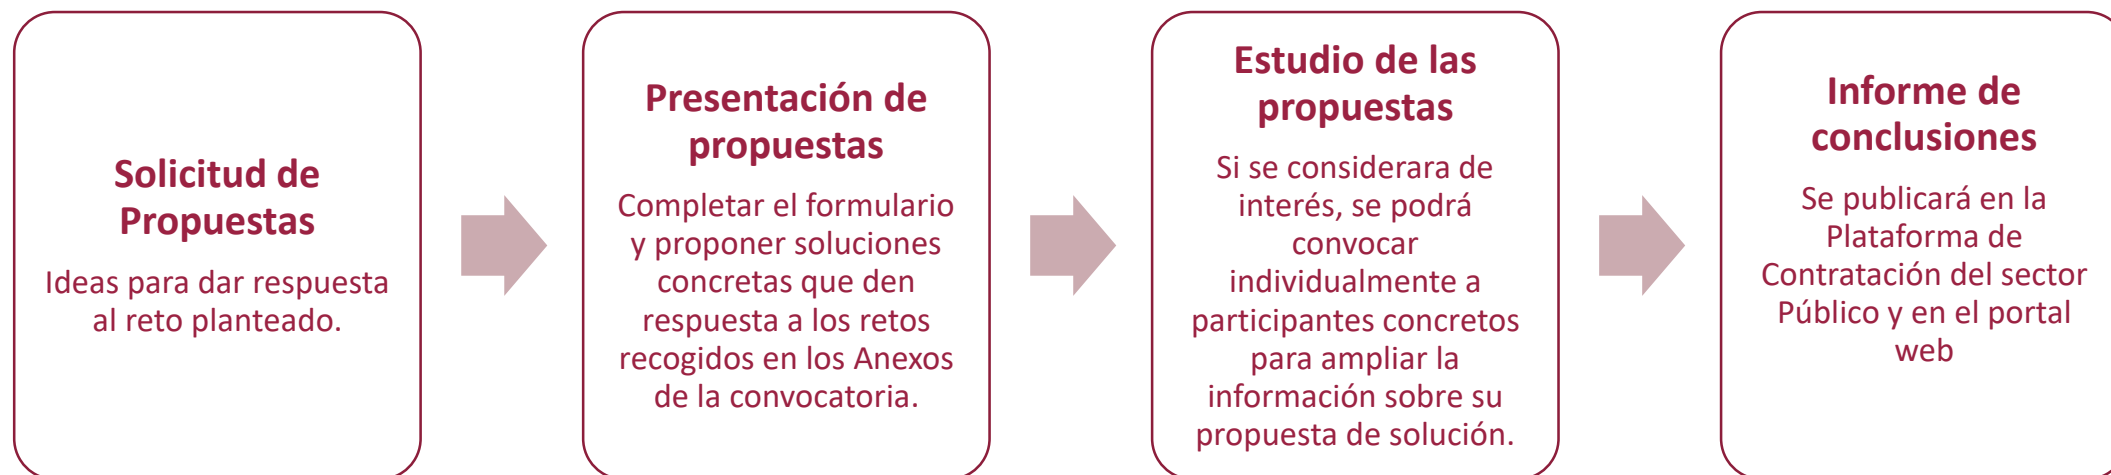 Solicitud de
Propuestas
Ideas para dar respuesta
al reto planteado.
Presentación de
propuestas
Completar el formulario
y proponer soluciones
concretas que den
respuesta a los retos
recogidos en los Anexos
de la convocatoria.
Estudio de las
propuestas
Si se considerara de
interés, se podrá
convocar
individualmente a
participantes concretos
para ampliar la
información sobre su
propuesta de solución.
Informe de
conclusiones
Se publicará en la
Plataforma de
Contratación del sector
Público y en el portal
web